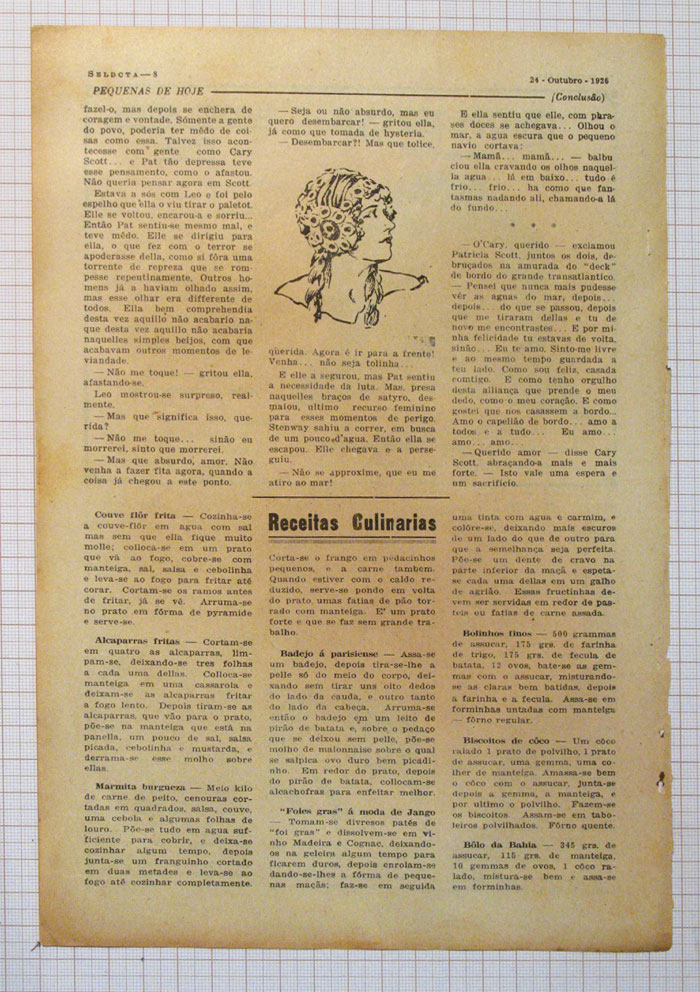 SELDCTA — 8
24 - Outubro - 1926
PEQUENAS DE HOJE
(Conclusão)
fazel-o, mas depois se enchera de
coragem e vontade. Sómente a gente
do povo, poderia ter mêdo de coi-
sas como essa. Talvez isso acon-
tecesse com gente como Cary
Scott... e Pat tão depressa teve
esse pensamento, como o afastou.
Não queria pensar agora em Scott.
Estava a sós com Leo e foi pelo
espelho que ella o viu tirar o paletot.
Elle se voltou, encarou-a e sorriu...
Então Pat sentiu-se mesmo mal, e
teve mêdo. Elle se dirigiu para
ella, o que fez com o terror se
apoderasse della, como si fôra uma
torrente de repreza que se rom-
pesse repentinamente. Outros ho-
mens já a haviam olhado assim,
mas esse olhar era differente de
todos. Ella bem comprehendia
desta vez aquillo não acabario na-
que desta vez aquillo não acabaria
naquelles simples beijos, com que
acabavam outros momentos de le-
viandade.
— Não me toque! — gritou ella,
afastando-se.
Leo mostrou-se surpreso, real-
mente.
— Mas que significa isso, que-
rida?
— Não me toque... sinão eu
morrerei, sinto que morrerei.
— Mas que absurdo, amor. Não
venha a fazer fita agora, quando a
coisa já chegou a este ponto.
— Seja ou não absurdo, mas eu
quero desembarcar! — gritou ella,
já como que tomada de hysteria.
— Desembarcar?! Mas que tolice,
querida. Agora é ir para a frente!
Venha... não seja tolinha...
E elle a segurou, mas Pat sentiu
a necessidade da luta. Mas, presa
naquelles braços de satyro, des-
maiou, ultimo recurso feminino
para esses momentos de perigo.
Stenway sahiu a correr, em busca
de um pouco d'agua. Então ella se
escapou. Elle chegava e a perse-
guiu.
— Não se approxime, que eu me
atiro ao mar!
E ella sentiu que elle, com phra-
ses doces se achegava... Olhou o
mar, a agua escura que o pequeno
navio cortava:
— Mamã... mamã... — balbu
ciou ella cravando os olhos naquel-
la agua... lá em baixo... tudo é
frio... frio... ha como que fan-
tasmas nadando ali, chamando-a lá
do fundo...
* * *
— O'Cary, querido — exclamou
Patricia Scott, juntos os dois, de-
bruçados na amurada do "deck"
de bordo do grande transatlantico.
— Pensei que nunca mais pudesse
vêr as aguas do mar, depois...
depois... do que se passou, depois
que me tiraram dellas e tu de
novo me encontrastes... E por mi-
nha felicidade tu estavas de volta,
sinão... Eu te amo. Sinto-me livre
e ao mesmo tempo guardada a
teu lado. Como sou feliz, casada
comtigo. E como tenho orgulho
desta alliança que prende o meu
dedo, como o meu coração. E como
gostei que nos casassem a bordo...
Amo o capellão de bordo... amo a
todos e a tudo... Eu amo...
amo... amo...
— Querido amor — disse Cary
Scott, abraçando-a mais e mais
forte. — Isto vale uma espera e
um sacrificio.
Receitas Culinarias
Couve flôr frita — Cozinha-se
a couve-flôr em agua com sal
mas sem que ella fique muito
molle; colloca-se em um prato
que vá ao fogo, cobre-se com
manteiga, sal, salsa e cebolinha
e leva-se ao fogo para fritar até
corar. Cortam-se os ramos antes
de fritar, já se vê. Arruma-se
no prato em fórma de pyramide
e serve-se.
Alcaparras fritas — Cortam-se
em quatro as alcaparras, lim-
pam-se, deixando-se tres folhas
a cada uma dellas. Colloca-se
manteiga em uma cassarola e
deixam-se as alcaparras fritar
a fogo lento. Depois tiram-se as
alcaparras, que vão para o prato,
põe-se na manteiga que está na
panella, um pouco de sal, salsa
picada, cebolinha e mustarda, e
derrama-se esse molho sobre
ellas.
Marmita burgueza — Meio kilo
de carne de peito, cenouras cor-
tadas em quadrados, salsa, couve,
uma cebola e algumas folhas de
louro. Põe-se tudo em agua suf-
ficiente para cobrir, e deixa-se
cozinhar algum tempo, depois
junta-se um franguinho cortado
em duas metades e leva-se ao
fogo até cozinhar completamente.
Corta-se o frango em pedacinhos
pequenos, e a carne tambem.
Quando estiver com o caldo re-
duzido, serve-se pondo em volta
do prato umas fatias de pão tor-
rado com manteiga. E' um prato
forte e que se faz sem grande tra-
balho.
Badejo á parisiense — Assa-se
um badejo, depois tira-se-lhe a
pelle só do meio do corpo, dei-
xando sem tirar uns oito dedos
do lado da cauda, e outro tanto
do lado da cabeça. Arruma-se
então o badejo em um leito de
pirão de batata e, sobre o pedaço
que se deixou sem pelle, põe-se
molho de malonnaise sobre o qual
se salpica ovo duro bem picadi-
nho. Em redor do prato, depois
do pirão de batata, collocam-se
alcachofras para enfeitar melhor.
"Foies gras" á moda de Jango
— Tomam-se divresos patés de
"foi gras" e dissolvem-se em vi-
nho Madeira e Cognac, deixando-
os na geleira algum tempo para
ficarem duros, depois enrolam-se
dando-se-lhes a fórma de peque-
nas maçãs; faz-se em seguida
uma tinta com agua e carmim, e
colóre-se, deixando mais escuros
de um lado do que de outro para
que a semelhança seja perfeita.
Põe-se um dente de cravo na
parte inferior da maçã e espeta-
se cada uma dellas em um galho
de agrião. Essas fructinhas de-
vem ser servidas em redor de pas-
teis ou fatias de carne assada.
Bolinhos finos — 500 grammas
de assucar, 175 grs. de farinha
de trigo, 175 grs. de fecula de
batata, 12 ovos, bate-se as gem-
mas com o assucar, misturando-
se as claras bem batidas, depois
a farinha e a fecula. Assa-se em
forminhas untadas com manteiga
— fôrno regular.
Biscoitos de côco — Um côco
ralado 1 prato de polvilho, 1 prato
de assucar, uma gemma, uma co-
lher de manteiga. Amassa-se bem
o côco com o assucar, junta-se
depois a gemma, a manteiga, e
por ultimo o polvilho. Fazem-se
os biscoitos. Assam-se em tabo-
leiros polvilhados. Fôrno quente.
Bôlo da Bahia — 345 grs. de
assucar, 115 grs. de manteiga,
10 gemmas de ovos, 1 côco ra-
lado, mistura-se bem e assa-se
em forminhas.